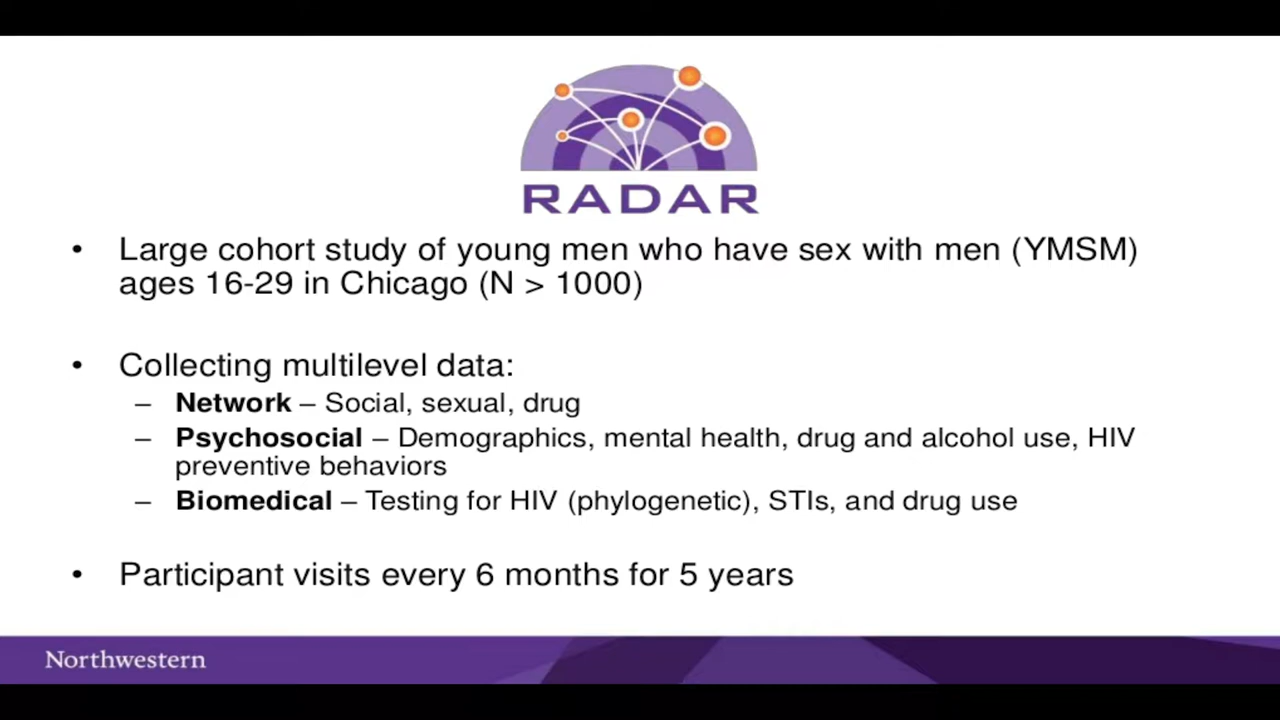 RADAR
• Large cohort study of young men who have sex with men (YMSM)
ages 16-29 in Chicago (N > 1000)
• Collecting multilevel data:
– Network – Social, sexual, drug
– Psychosocial – Demographics, mental health, drug and alcohol use, HIV
preventive behaviors
– Biomedical – Testing for HIV (phylogenetic), STIs, and drug use
• Participant visits every 6 months for 5 years
Northwestern